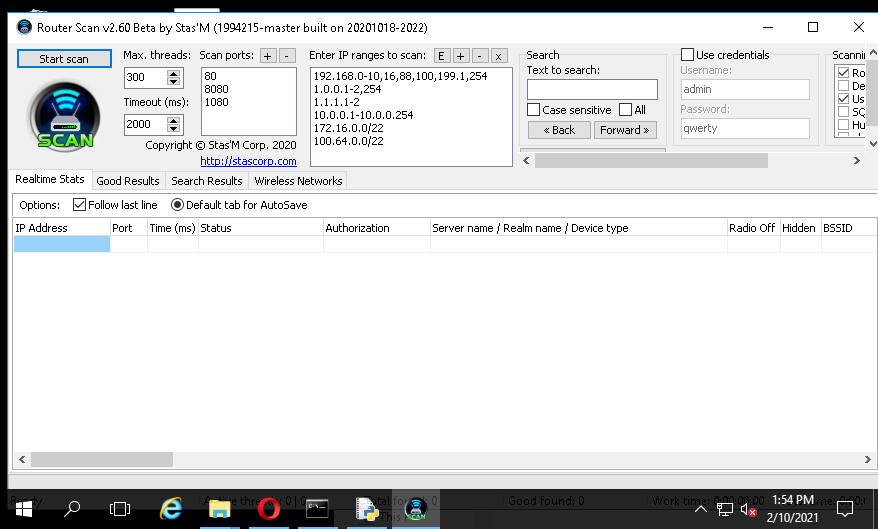 Router Scan v2.60 Beta by Stas'M (1994215-master built on 20201018-2022)
Start scan
Max. threads:
300
Timeout (ms):
2000
Scan ports: + -
80
8080
1080
Enter IP ranges to scan: E + - x
192.168.0-10,16,88,100,199.1,254
1.0.0.1-2,254
1.1.1.1-2
10.0.0.1-10.0.0.254
172.16.0.0/22
100.64.0.0/22
Search
Text to search:
Case sensitive All
« Back Forward »
Use credentials
Username:
admin
Password:
qwerty
Scannin
Ro
De
Us
SQ
Hu
SCAN
Copyright © Stas'M Corp. 2020
http://stascorp.com
Realtime Stats Good Results Search Results Wireless Networks
Options: Follow last line Default tab for AutoSave
IP Address Port Time (ms) Status Authorization Server name / Realm name / Device type Radio Off Hidden BSSID
Ready Active threads: 0 | 0 Total found: 0 Good found: 0 Work time: 0:00:00:00
1:54 PM
2/10/2021